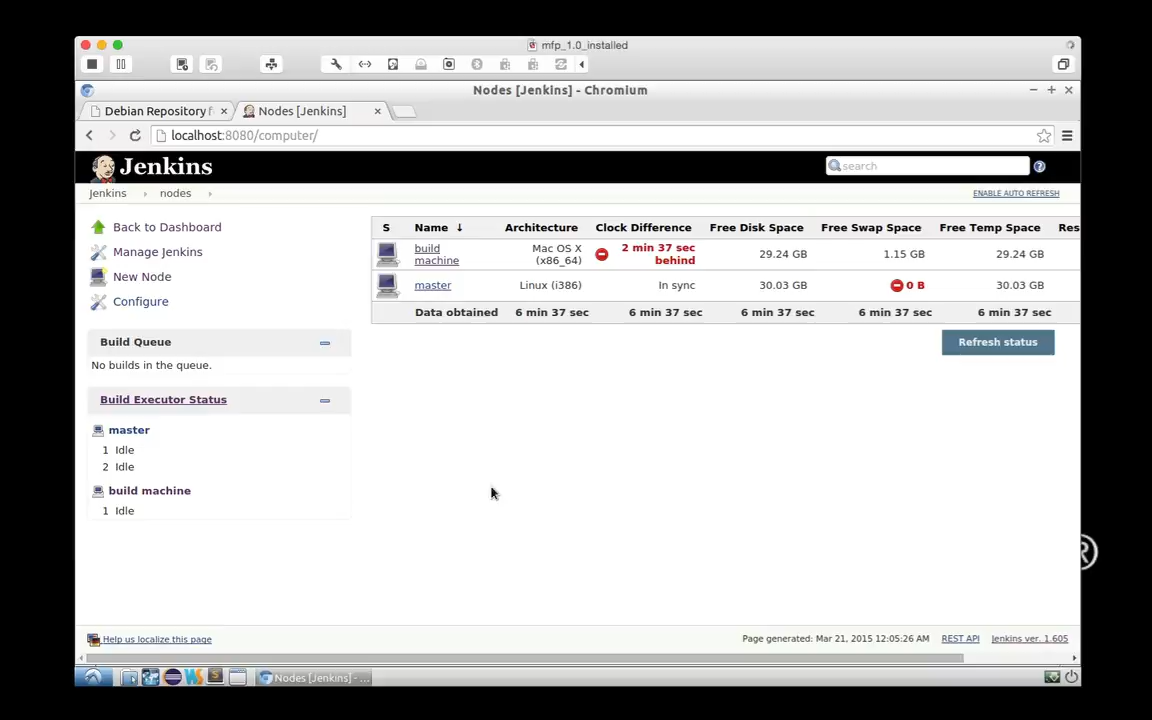 mfp_1.0_installed
Nodes [Jenkins] - Chromium
Debian Repository f
Nodes [Jenkins]
localhost:8080/computer/
Jenkins
search
Jenkins
nodes
ENABLE AUTO REFRESH
Back to Dashboard
Manage Jenkins
New Node
Configure
S Name ↓ Architecture Clock Difference Free Disk Space Free Swap Space Free Temp Space Res
build machine Mac OS X (x86_64) 2 min 37 sec behind 29.24 GB 1.15 GB 29.24 GB
master Linux (i386) In sync 30.03 GB 0 B 30.03 GB
Data obtained 6 min 37 sec 6 min 37 sec 6 min 37 sec 6 min 37 sec 6 min 37 sec
Refresh status
Build Queue
No builds in the queue.
Build Executor Status
master
1 Idle
2 Idle
build machine
1 Idle
®
Help us localize this page
Page generated: Mar 21, 2015 12:05:26 AM
REST API
Jenkins ver. 1.605
Nodes [Jenkins] - ...